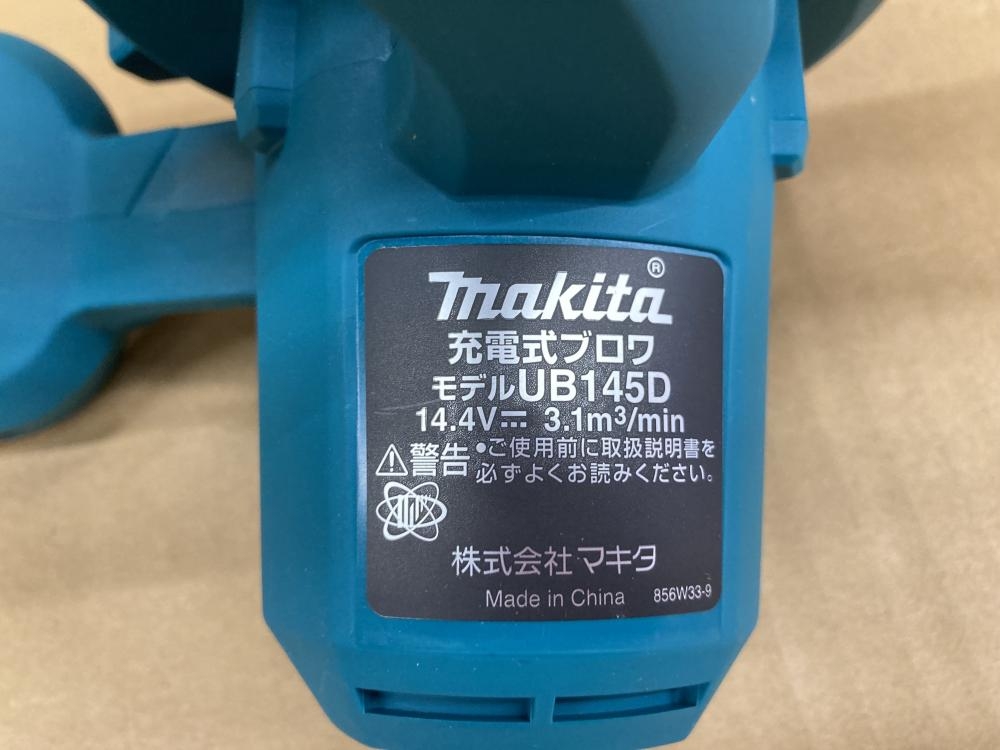 makita®
充電式ブロワ
モデルUB145D
14.4V⎓ 3.1m³/min
⚠警告 •ご使用前に取扱説明書を
必ずよくお読みください。
株式会社マキタ
Made in China 856W33-9